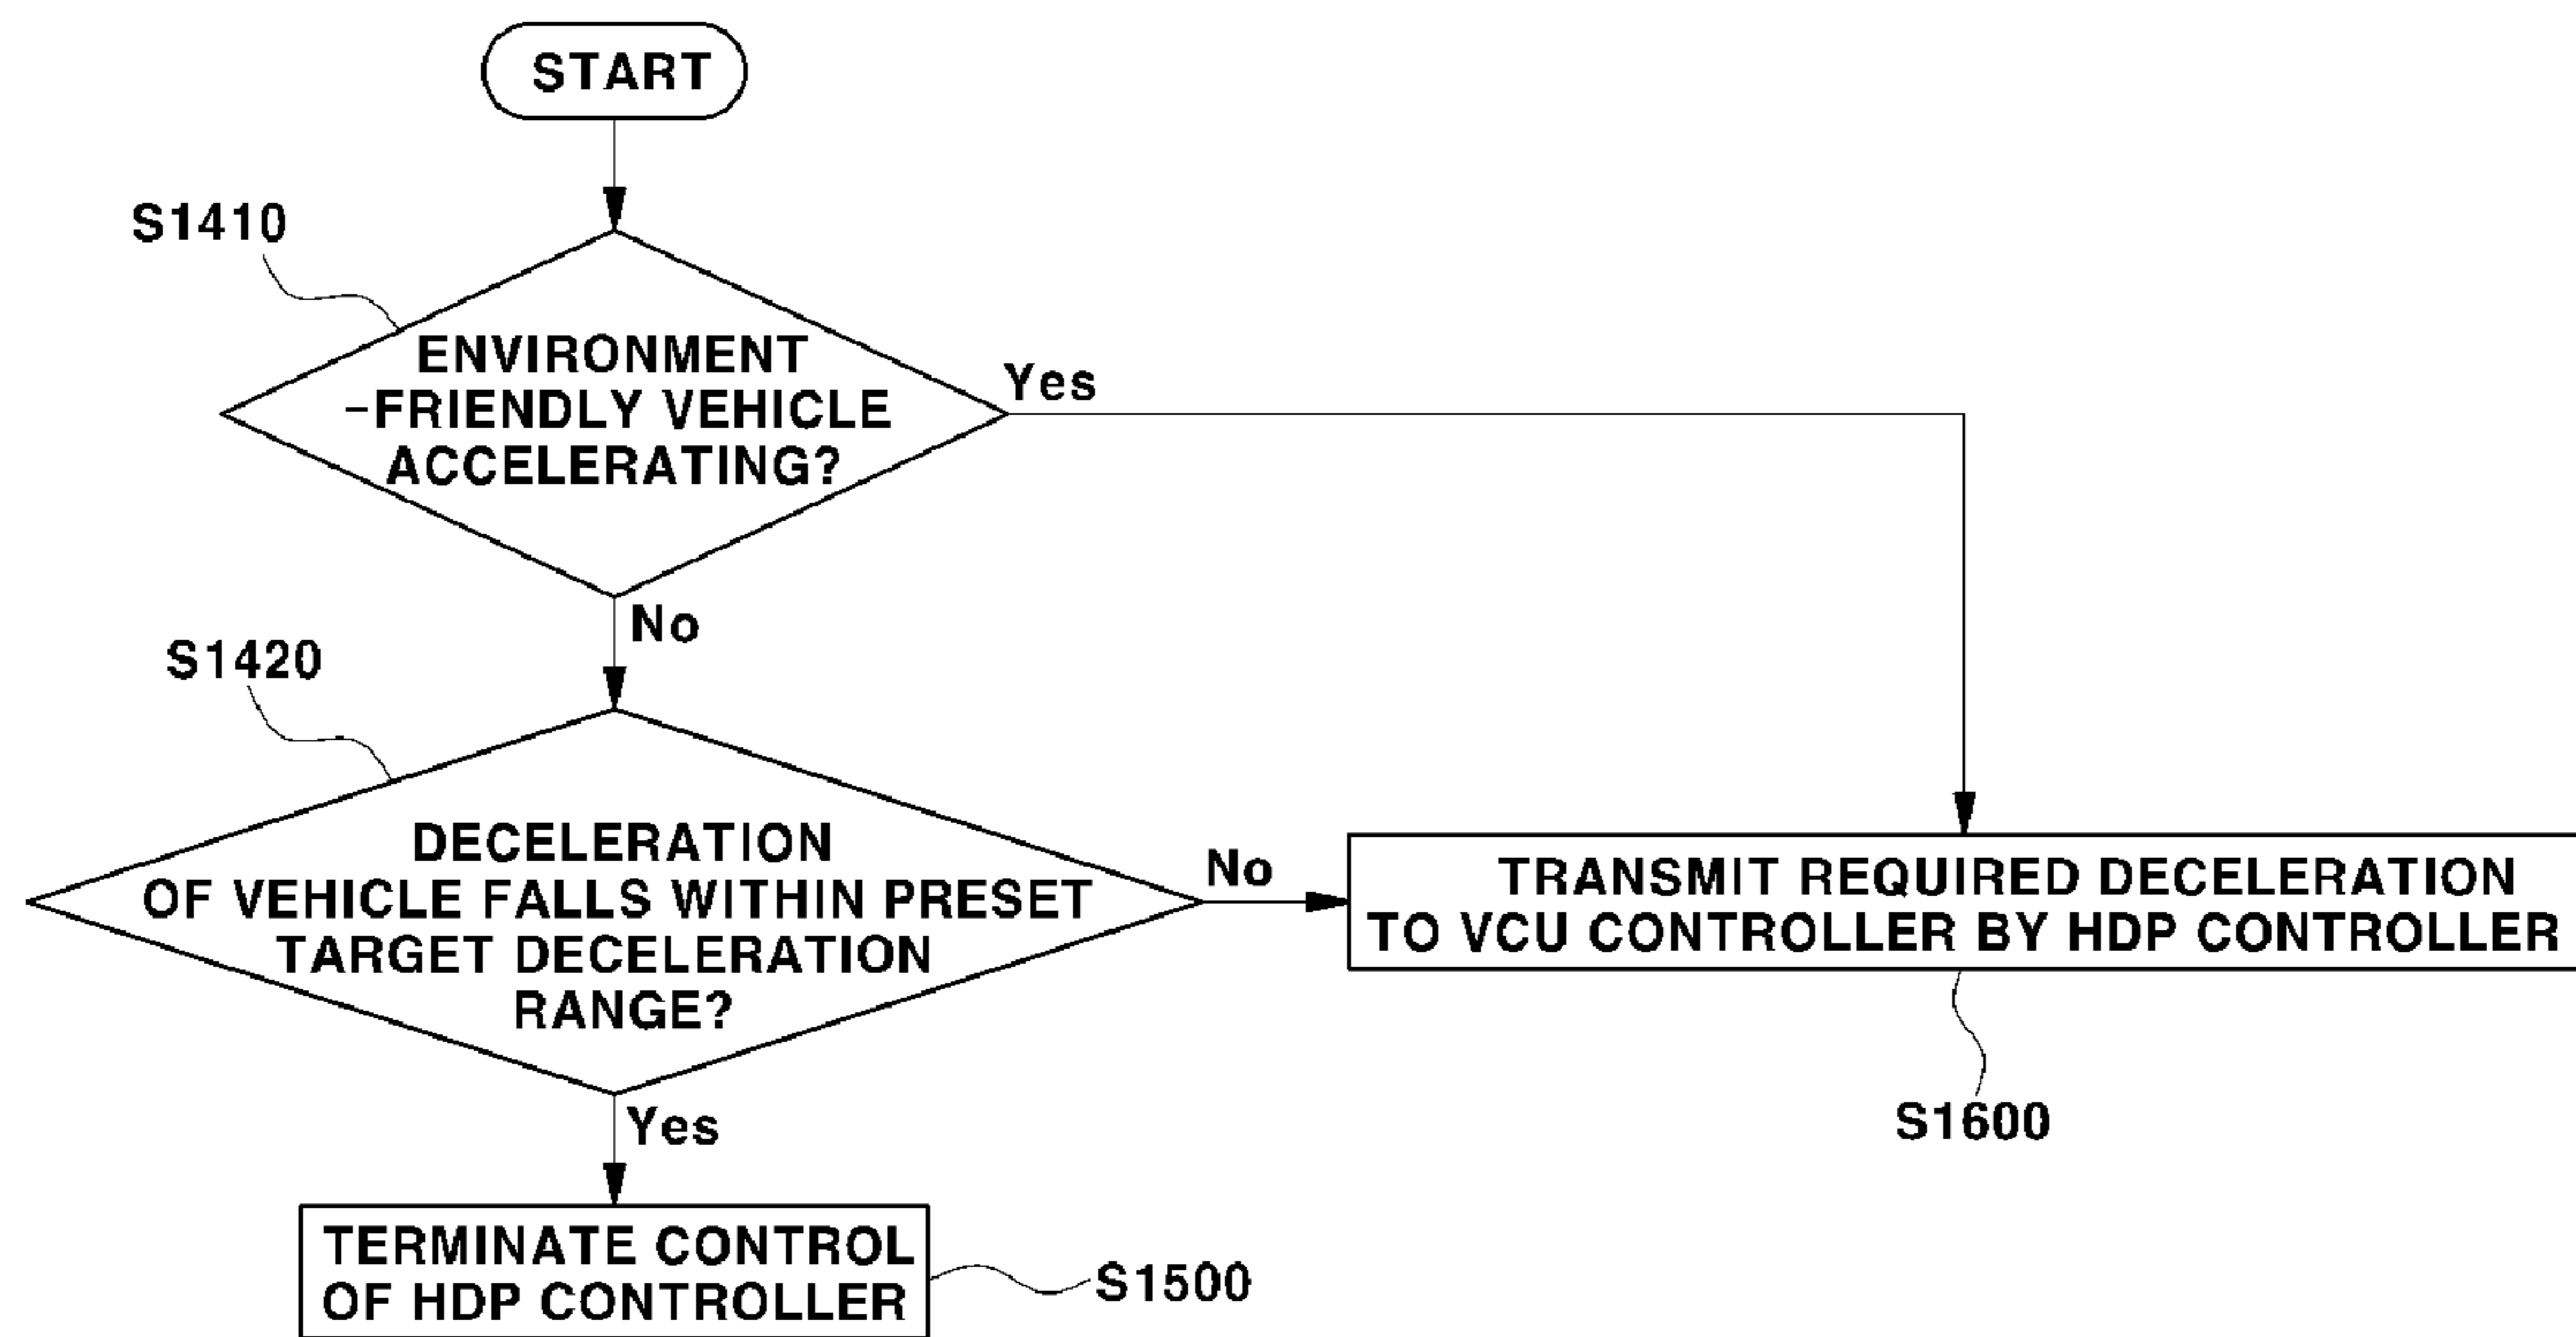 START
S1410
ENVIRONMENT
-FRIENDLY VEHICLE
ACCELERATING?
Yes
No
S1420
DECELERATION
OF VEHICLE FALLS WITHIN PRESET
TARGET DECELERATION
RANGE?
No
TRANSMIT REQUIRED DECELERATION
TO VCU CONTROLLER BY HDP CONTROLLER
S1600
Yes
TERMINATE CONTROL
OF HDP CONTROLLER
S1500